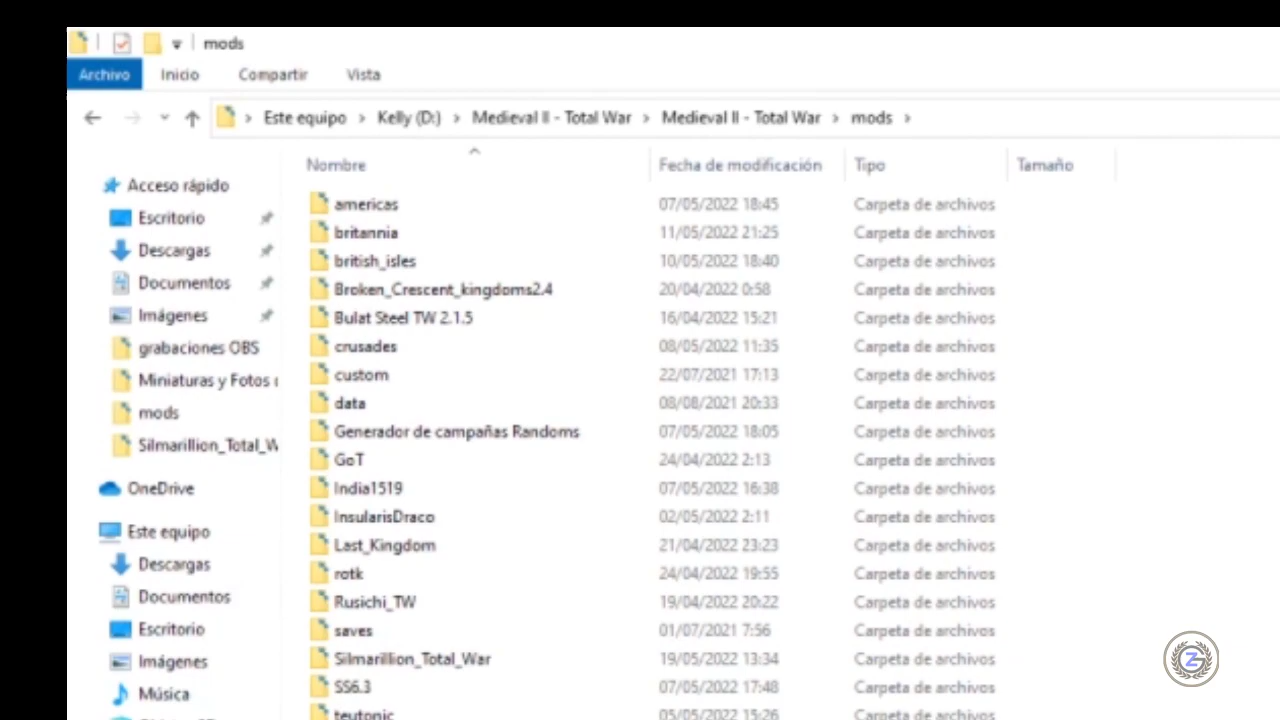 mods
Archivo Inicio Compartir Vista
Este equipo > Kelly (D:) > Medieval II - Total War > Medieval II - Total War > mods >
Nombre Fecha de modificación Tipo Tamaño
Acceso rápido
Escritorio
Descargas
Documentos
Imágenes
grabaciones OBS
Miniaturas y Fotos
mods
Silmarillion_Total_W
OneDrive
Este equipo
Descargas
Documentos
Escritorio
Imágenes
Música
americas 07/05/2022 18:45 Carpeta de archivos
britannia 11/05/2022 21:25 Carpeta de archivos
british_isles 10/05/2022 18:40 Carpeta de archivos
Broken_Crescent_kingdoms2.4 20/04/2022 0:58 Carpeta de archivos
Bulat Steel TW 2.1.5 16/04/2022 15:21 Carpeta de archivos
crusades 08/05/2022 11:35 Carpeta de archivos
custom 22/07/2021 17:13 Carpeta de archivos
data 08/08/2021 20:33 Carpeta de archivos
Generador de campañas Randoms 07/05/2022 18:05 Carpeta de archivos
GoT 24/04/2022 2:13 Carpeta de archivos
India1519 07/05/2022 16:38 Carpeta de archivos
InsularisDraco 02/05/2022 2:11 Carpeta de archivos
Last_Kingdom 21/04/2022 23:23 Carpeta de archivos
rotk 24/04/2022 19:55 Carpeta de archivos
Rusichi_TW 19/04/2022 20:22 Carpeta de archivos
saves 01/07/2021 7:56 Carpeta de archivos
Silmarillion_Total_War 19/05/2022 13:34 Carpeta de archivos
SS6.3 07/05/2022 17:48 Carpeta de archivos
teutonic 05/05/2022 15:26 Carpeta de archivos